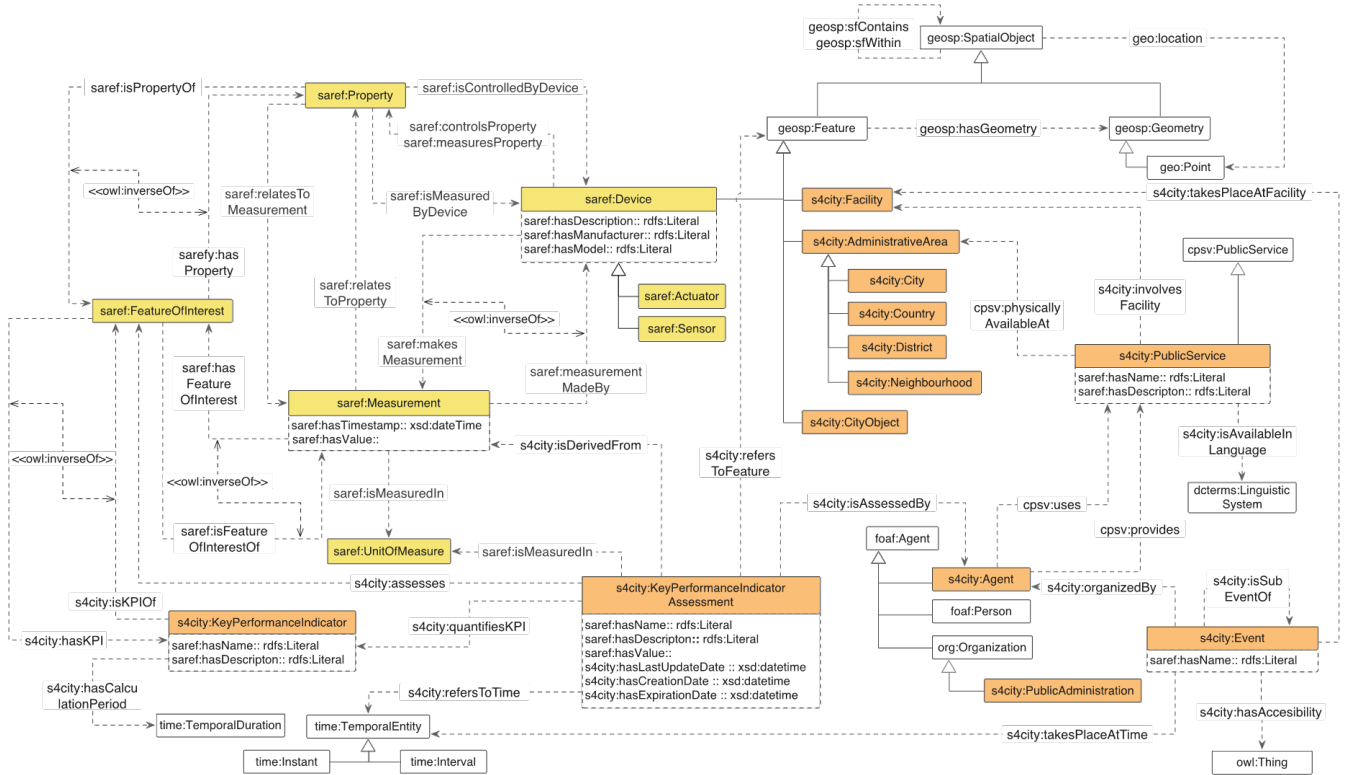 geosp:sfContains
geosp:sfWithin
geosp:SpatialObject
geo:location
saref:isPropertyOf
saref:Property
saref:isControlledByDevice
saref:controlsProperty
saref:measuresProperty
geosp:Feature
geosp:hasGeometry
geosp:Geometry
geo:Point
<<owl:inverseOf>>
saref:relatesTo
Measurement
saref:isMeasured
ByDevice
saref:Device
saref:hasDescription:: rdfs:Literal
saref:hasManufacturer:: rdfs:Literal
saref:hasModel:: rdfs:Literal
s4city:Facility
s4city:takesPlaceAtFacility
s4city:AdministrativeArea
cpsv:PublicService
sarefy:has
Property
saref:relates
ToProperty
saref:Actuator
saref:Sensor
s4city:City
s4city:Country
s4city:District
s4city:Neighbourhood
s4city:CityObject
s4city:involves
Facility
cpsv:physically
AvailableAt
saref:FeatureOfInterest
<<owl:inverseOf>>
saref:makes
Measurement
saref:measurement
MadeBy
s4city:PublicService
saref:hasName:: rdfs:Literal
saref:hasDescripton:: rdfs:Literal
saref:has
Feature
OfInterest
saref:Measurement
saref:hasTimestamp:: xsd:dateTime
saref:hasValue::
s4city:isDerivedFrom
s4city:refers
ToFeature
s4city:isAvailableIn
Language
<<owl:inverseOf>>
<<owl:inverseOf>>
saref:isMeasuredIn
dcterms:Linguistic
System
s4city:isAssessedBy
cpsv:uses
cpsv:provides
saref:isFeature
OfInterestOf
saref:UnitOfMeasure
saref:isMeasuredIn
foaf:Agent
s4city:assesses
s4city:KeyPerformanceIndicator
Assessment
saref:hasName:: rdfs:Literal
saref:hasDescripton:: rdfs:Literal
saref:hasValue::
s4city:hasLastUpdateDate :: xsd:datetime
s4city:hasCreationDate :: xsd:datetime
s4city:hasExpirationDate :: xsd:datetime
s4city:Agent
s4city:organizedBy
s4city:isSub
EventOf
s4city:isKPIOf
foaf:Person
s4city:hasKPI
s4city:KeyPerformanceIndicator
saref:hasName:: rdfs:Literal
saref:hasDescripton:: rdfs:Literal
s4city:quantifiesKPI
org:Organization
s4city:Event
saref:hasName:: rdfs:Literal
s4city:hasCalcu
lationPeriod
s4city:refersToTime
s4city:PublicAdministration
s4city:hasAccesibility
time:TemporalDuration
time:TemporalEntity
s4city:takesPlaceAtTime
time:Instant
time:Interval
owl:Thing